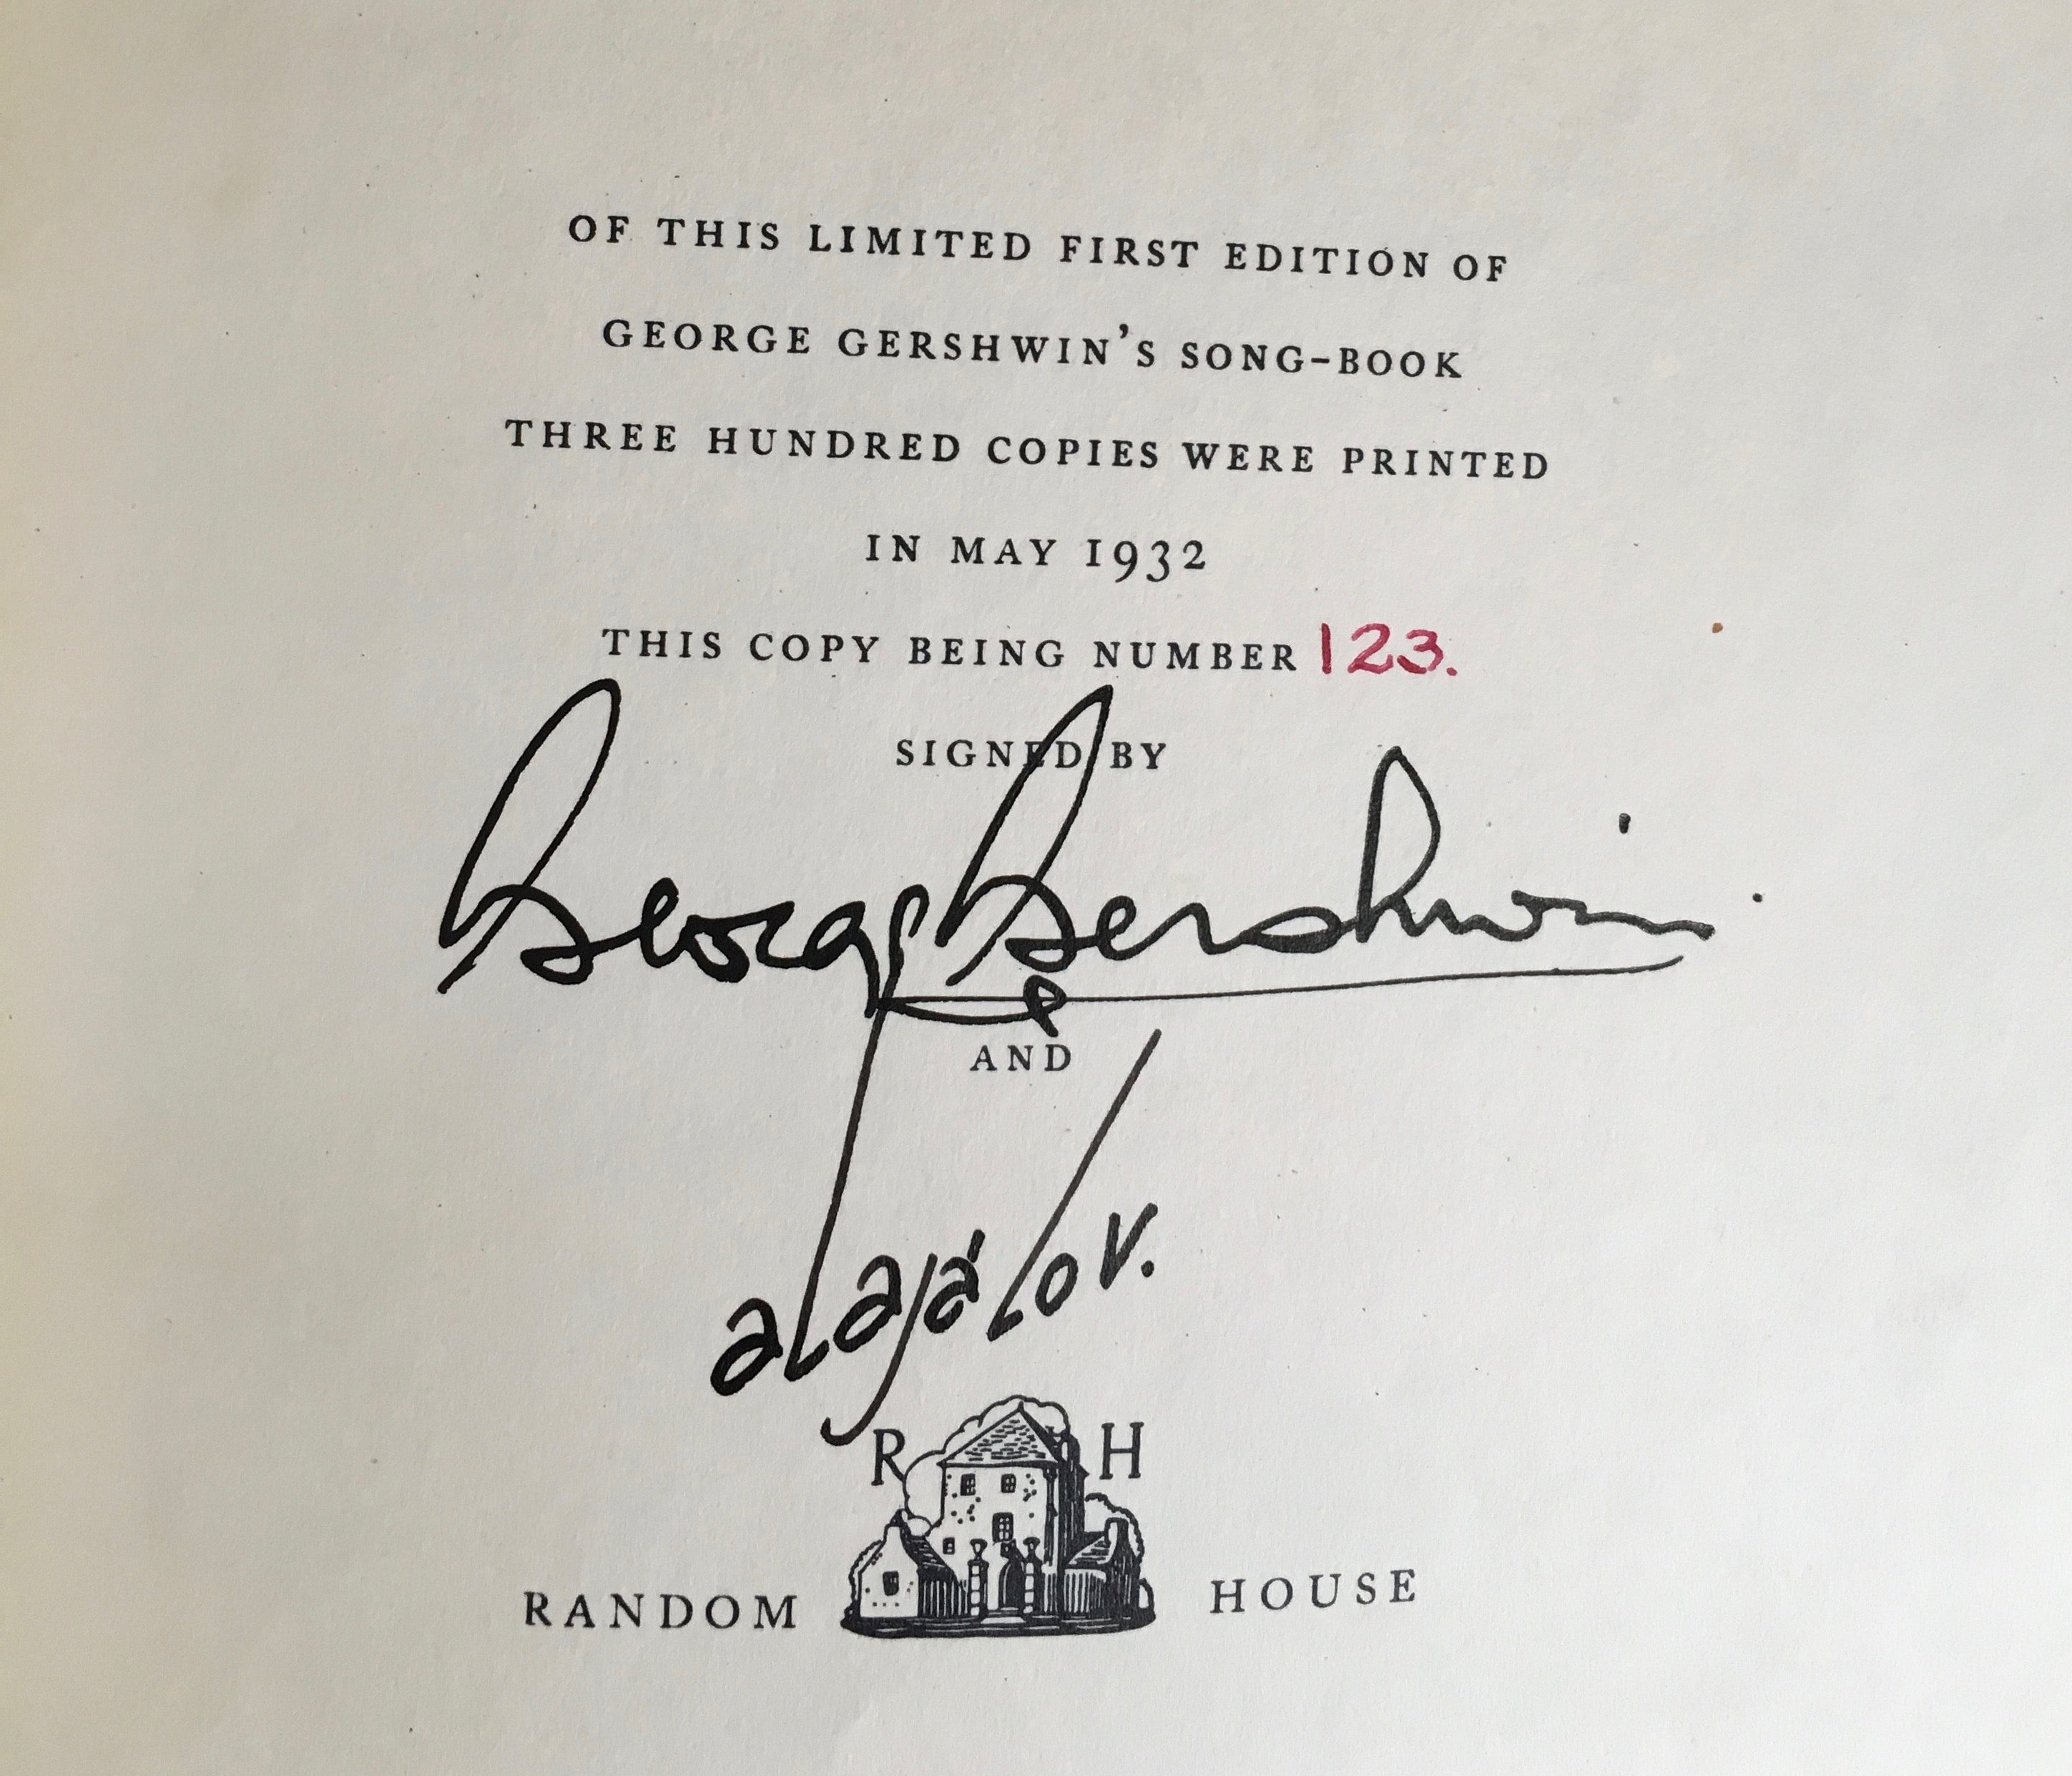 OF THIS LIMITED FIRST EDITION OF
GEORGE GERSHWIN'S SONG-BOOK
THREE HUNDRED COPIES WERE PRINTED
IN MAY 1932
THIS COPY BEING NUMBER 123.
SIGNED BY
George Gershwin
AND
alajálov.
R H
RANDOM HOUSE